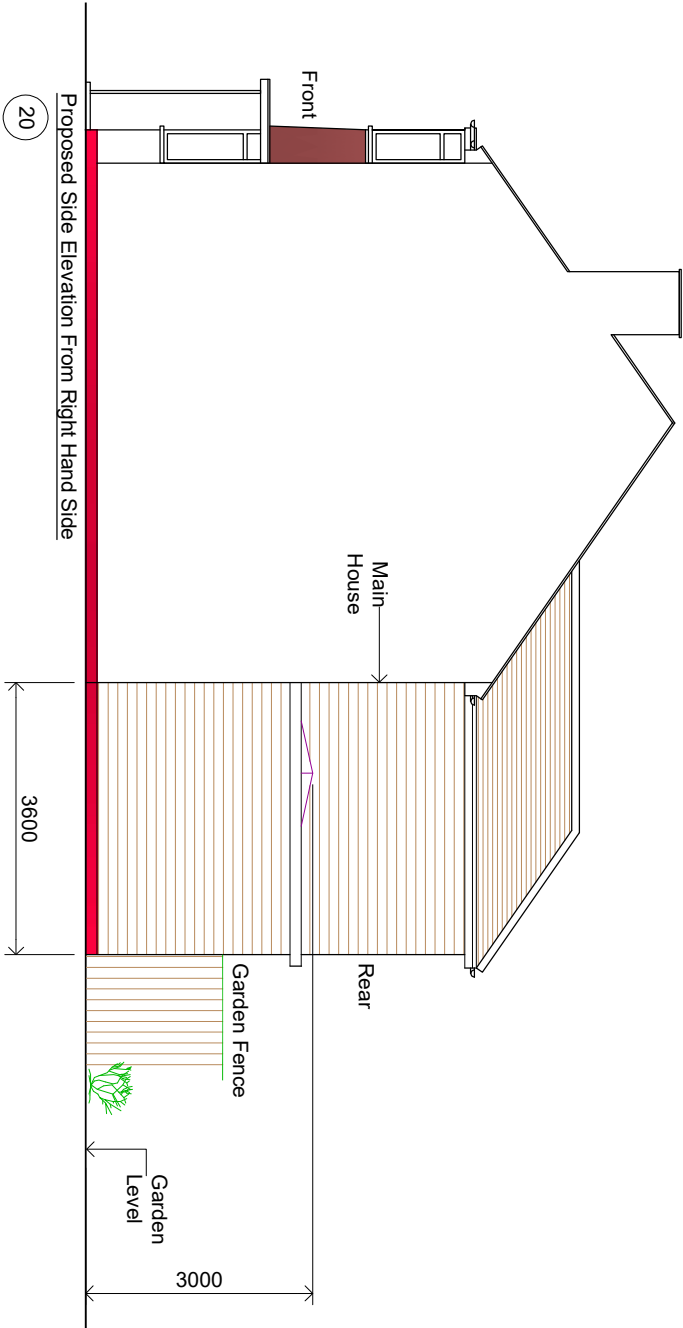 Front
Main
House
Rear
Garden Fence
Garden
Level
3000
3600
Proposed Side Elevation From Right Hand Side
20